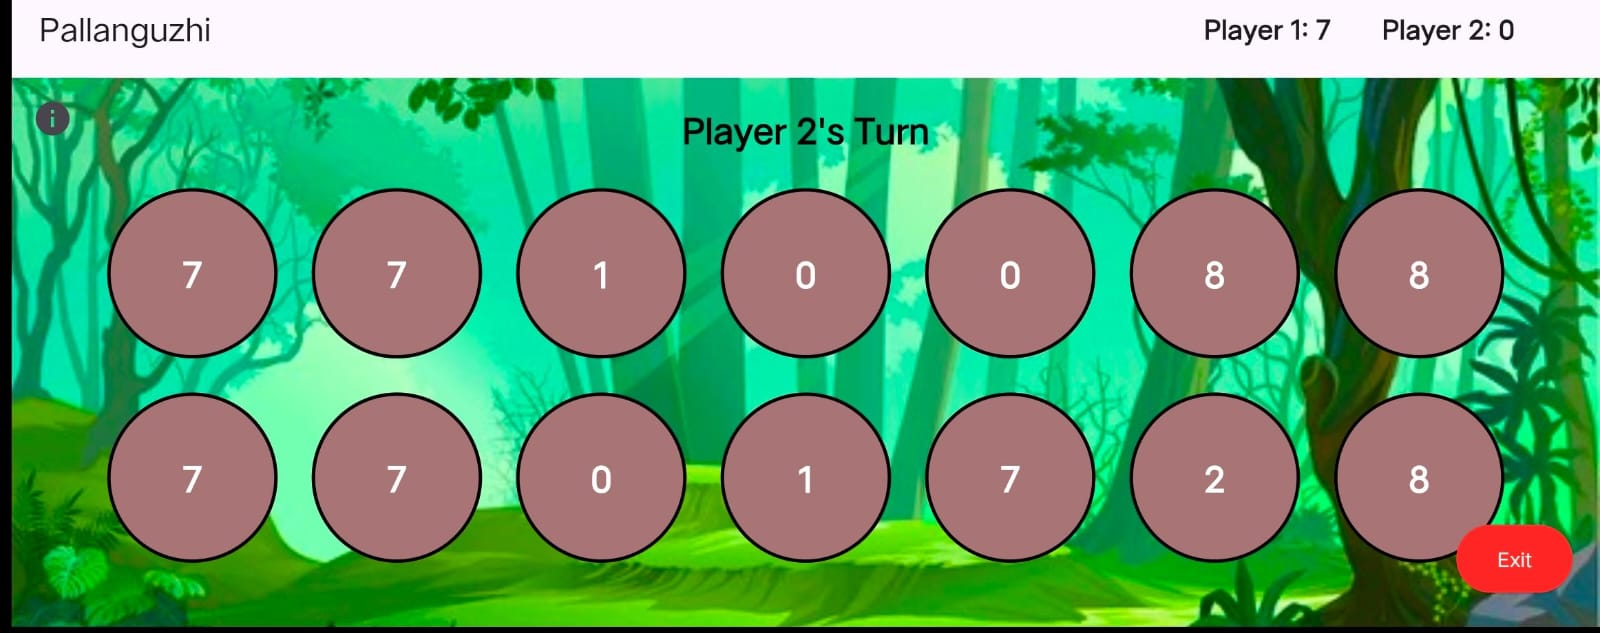 Pallanguzhi Player 1: 7 Player 2: 0
i
Player 2's Turn
7 7 1 0 0 8 8
7 7 0 1 7 2 8
Exit